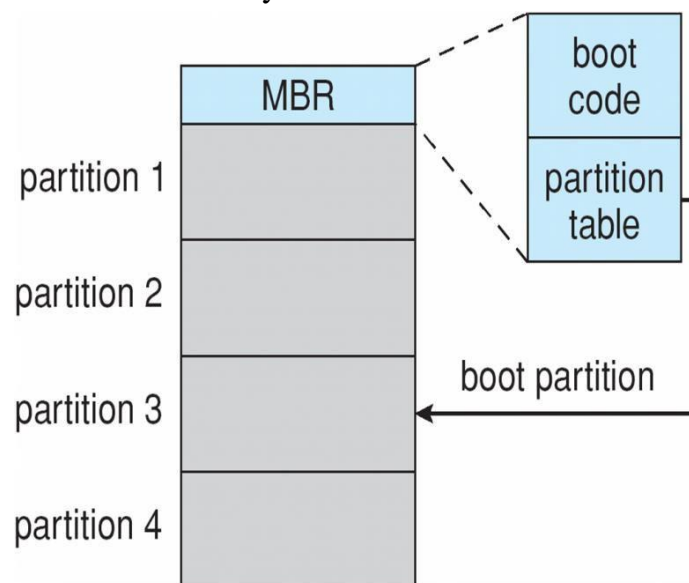 MBR
boot
code
partition
table
partition 1
partition 2
boot partition
partition 3
partition 4